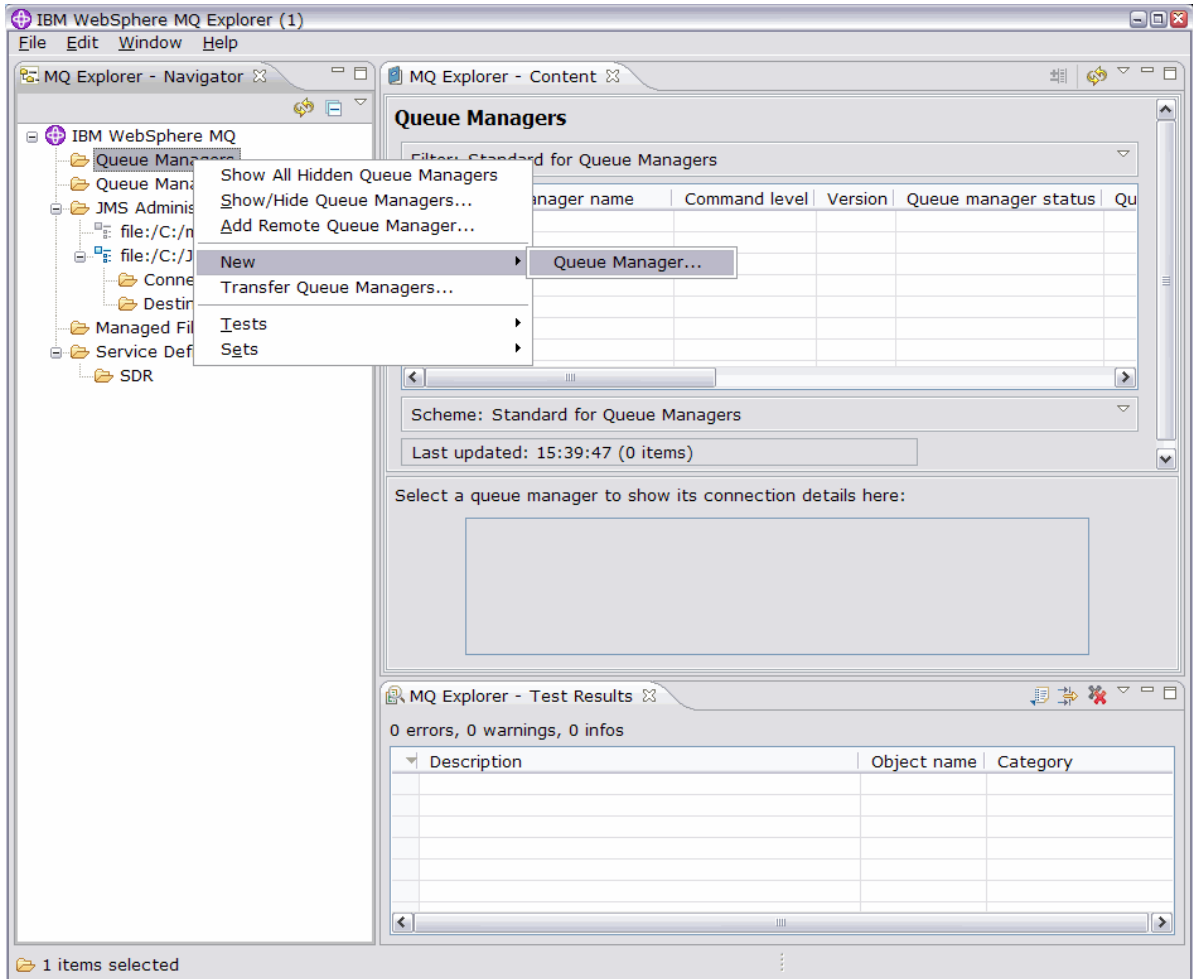 IBM WebSphere MQ Explorer (1)
File Edit Window Help
MQ Explorer - Navigator
IBM WebSphere MQ
Queue Managers
Queue Mana
JMS Adminis
file:/C:/
file:/C:/J
Conne
Destin
Managed Fil
Service Def
SDR
Show All Hidden Queue Managers
Show/Hide Queue Managers...
Add Remote Queue Manager...
New
Queue Manager...
Transfer Queue Managers...
Tests
Sets
MQ Explorer - Content
Queue Managers
Filter: Standard for Queue Managers
anager name Command level Version Queue manager status Qu
Scheme: Standard for Queue Managers
Last updated: 15:39:47 (0 items)
Select a queue manager to show its connection details here:
MQ Explorer - Test Results
0 errors, 0 warnings, 0 infos
Description Object name Category
1 items selected